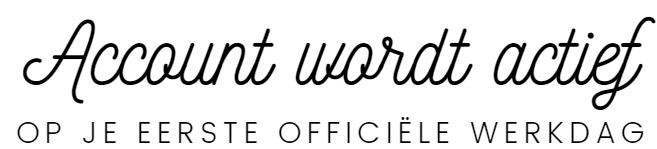 Account wordt actief
OP JE EERSTE OFFICIËLE WERKDAG